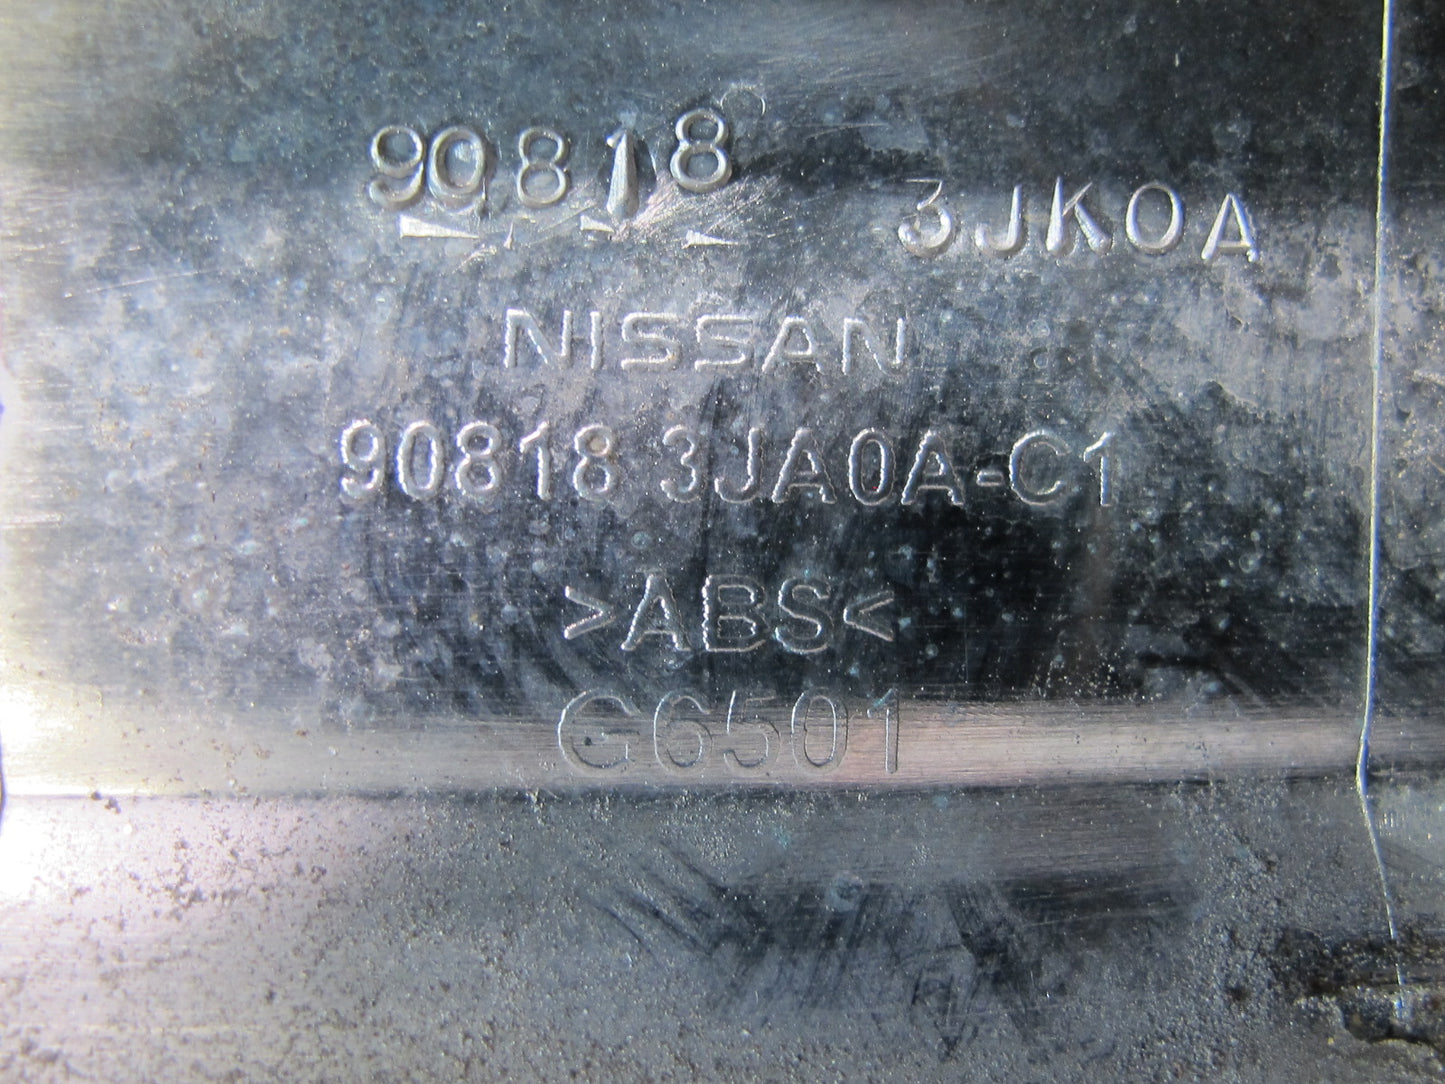 90818 3JK0A
NISSAN
90818 3JA0A-C1
>ABS<
G6501